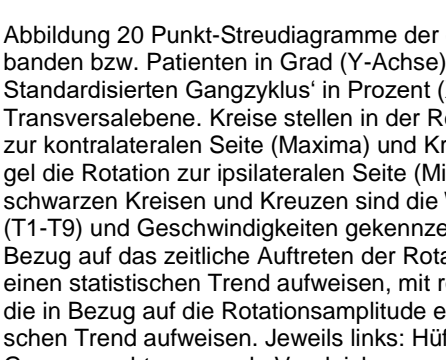 Abbildung 20 Punkt-Streudiagramme der
banden bzw. Patienten in Grad (Y-Achse)
Standardisierten Gangzyklus‘ in Prozent (
Transversalebene. Kreise stellen in der R
zur kontralateralen Seite (Maxima) und Kr
gel die Rotation zur ipsilateralen Seite (Mi
schwarzen Kreisen und Kreuzen sind die
(T1-T9) und Geschwindigkeiten gekennze
Bezug auf das zeitliche Auftreten der Rota
einen statistischen Trend aufweisen, mit r
die in Bezug auf die Rotationsamplitude e
schen Trend aufweisen. Jeweils links: Hüf